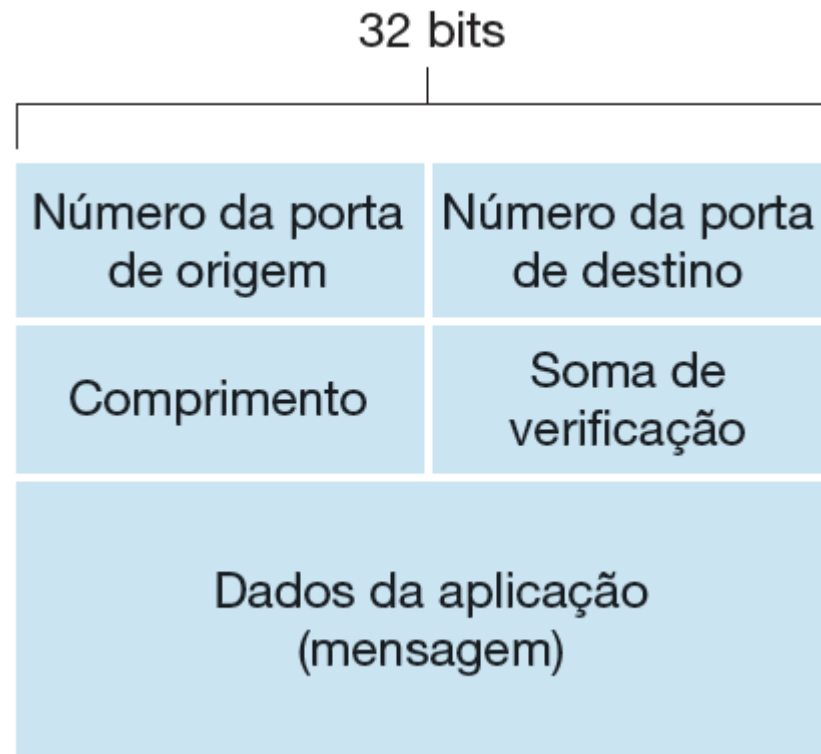 32 bits
Número da porta
de origem
Número da porta
de destino
Comprimento
Soma de
verificação
Dados da aplicação
(mensagem)